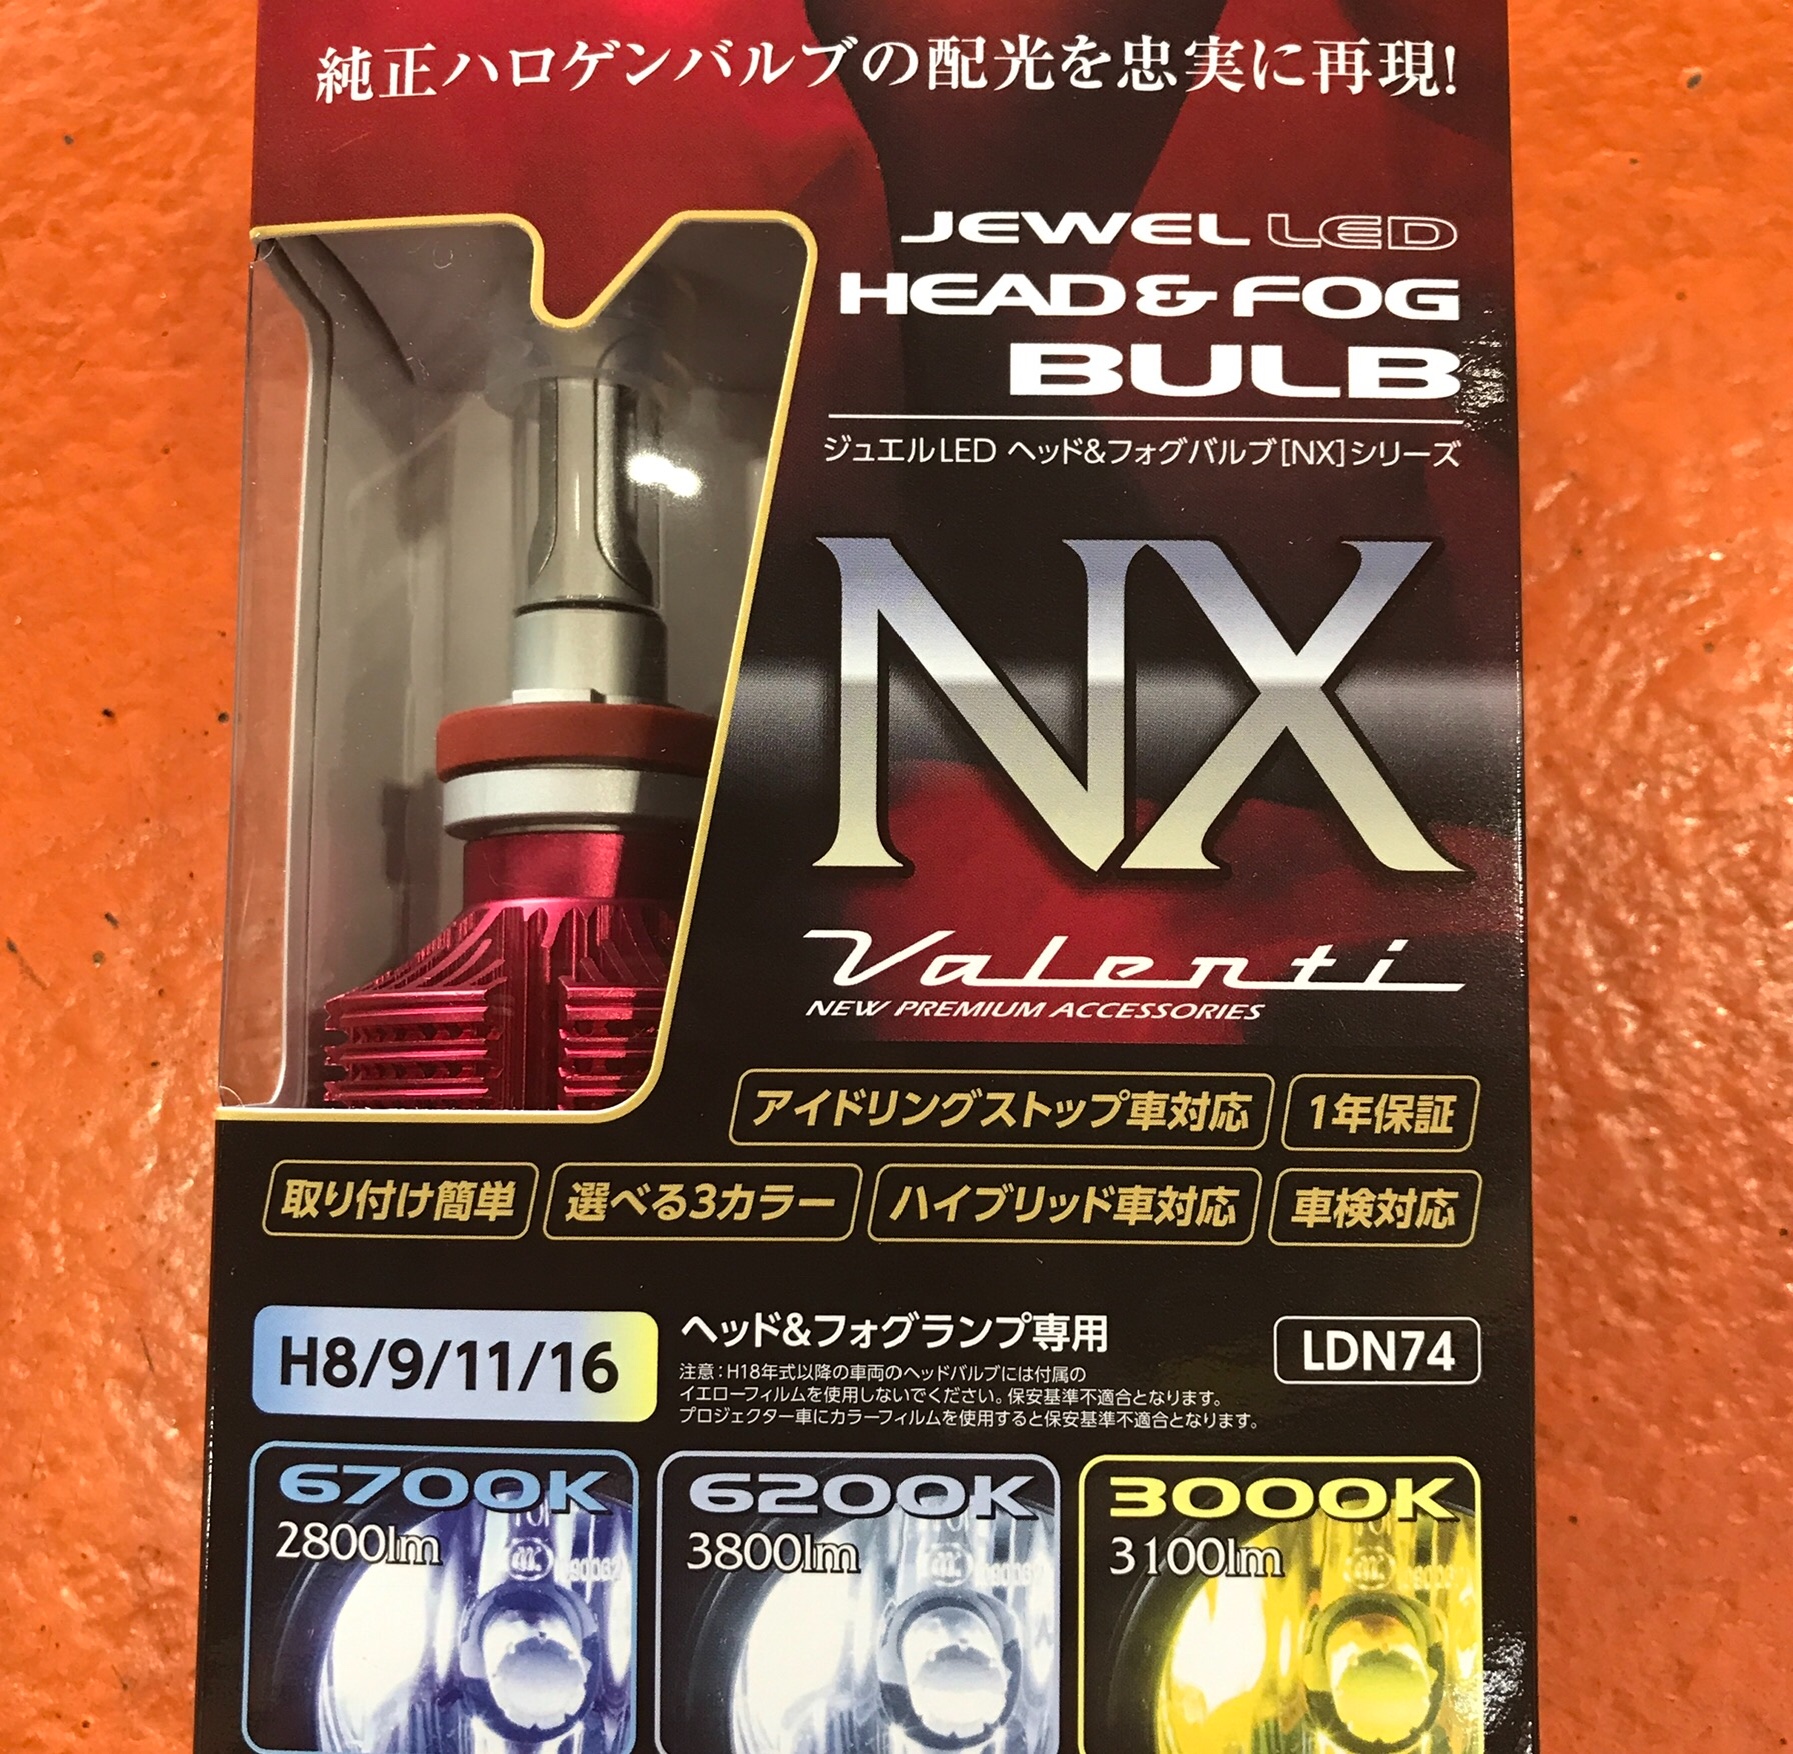 純正ハロゲンバルブの配光を忠実に再現!
JEWEL LED
HEAD & FOG
BULB
ジュエルLED ヘッド&フォグバルブ[NX]シリーズ
NX
Valenti
NEW PREMIUM ACCESSORIES
アイドリングストップ車対応 1年保証
取り付け簡単 選べる3カラー ハイブリッド車対応 車検対応
H8/9/11/16 ヘッド&フォグランプ専用 LDN74
注意：H18年式以降の車両のヘッドバルブには付属の
イエローフィルムを使用しないでください。保安基準不適合となります。
プロジェクター車にカラーフィルムを使用すると保安基準不適合となります。
6700K 6200K 3000K
2800lm 3800lm 3100lm